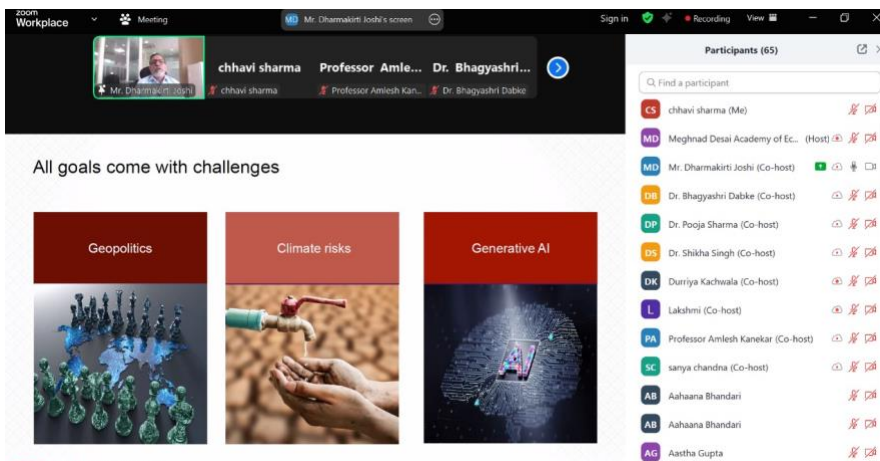 zoom
Workplace
Meeting
MD Mr. Dharmakirti Joshi's screen
Sign in
Recording
View
Mr. Dharmakirti Joshi
chhavi sharma
chhavi sharma
Professor Amle...
Professor Amlesh Kan...
Dr. Bhagyashri...
Dr. Bhagyashri Dabke
All goals come with challenges
Geopolitics
Climate risks
Generative AI
AI
Participants (65)
Find a participant
CS chhavi sharma (Me)
MD Meghnad Desai Academy of Ec... (Host)
MD Mr. Dharmakirti Joshi (Co-host)
DB Dr. Bhagyashri Dabke (Co-host)
DP Dr. Pooja Sharma (Co-host)
DS Dr. Shikha Singh (Co-host)
DK Durriya Kachwala (Co-host)
L Lakshmi (Co-host)
PA Professor Amlesh Kanekar (Co-host)
SC sanya chandna (Co-host)
AB Aahaana Bhandari
AB Aahaana Bhandari
AG Aastha Gupta